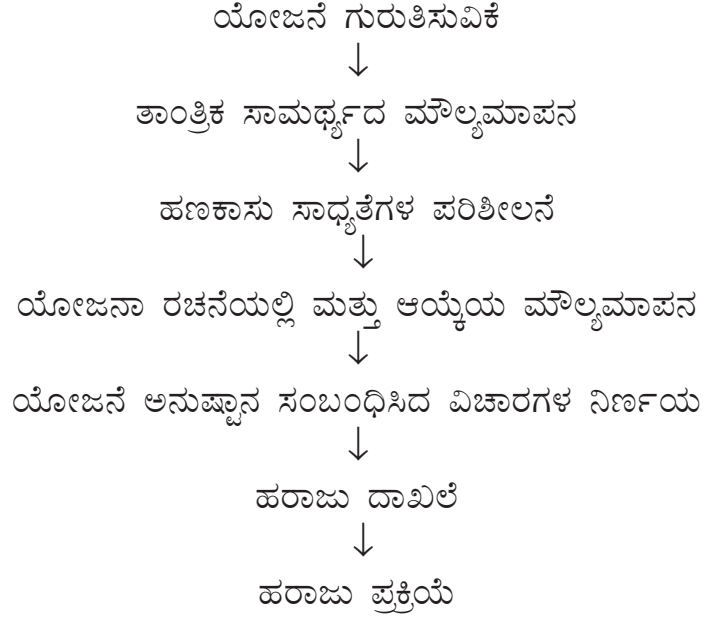 ಯೋಜನೆ ಗುರುತಿಸುವಿಕೆ
↓
ತಾಂತ್ರಿಕ ಸಾಮರ್ಥ್ಯದ ಮೌಲ್ಯಮಾಪನ
↓
ಹಣಕಾಸು ಸಾಧ್ಯತೆಗಳ ಪರಿಶೀಲನೆ
↓
ಯೋಜನಾ ರಚನೆಯಲ್ಲಿ ಮತ್ತು ಆಯ್ಕೆಯ ಮೌಲ್ಯಮಾಪನ
↓
ಯೋಜನೆ ಅನುಷ್ಟಾನ ಸಂಬಂಧಿಸಿದ ವಿಚಾರಗಳ ನಿರ್ಣಯ
↓
ಹರಾಜು ದಾಖಲೆ
↓
ಹರಾಜು ಪ್ರಕ್ರಿಯೆ